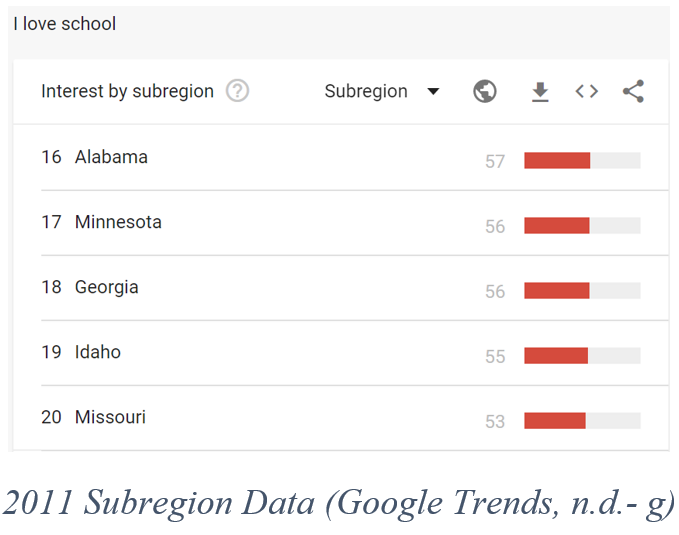 I love school
Interest by subregion ? Subregion
16 Alabama 57
17 Minnesota 56
18 Georgia 56
19 Idaho 55
20 Missouri 53
2011 Subregion Data (Google Trends, n.d.- g)